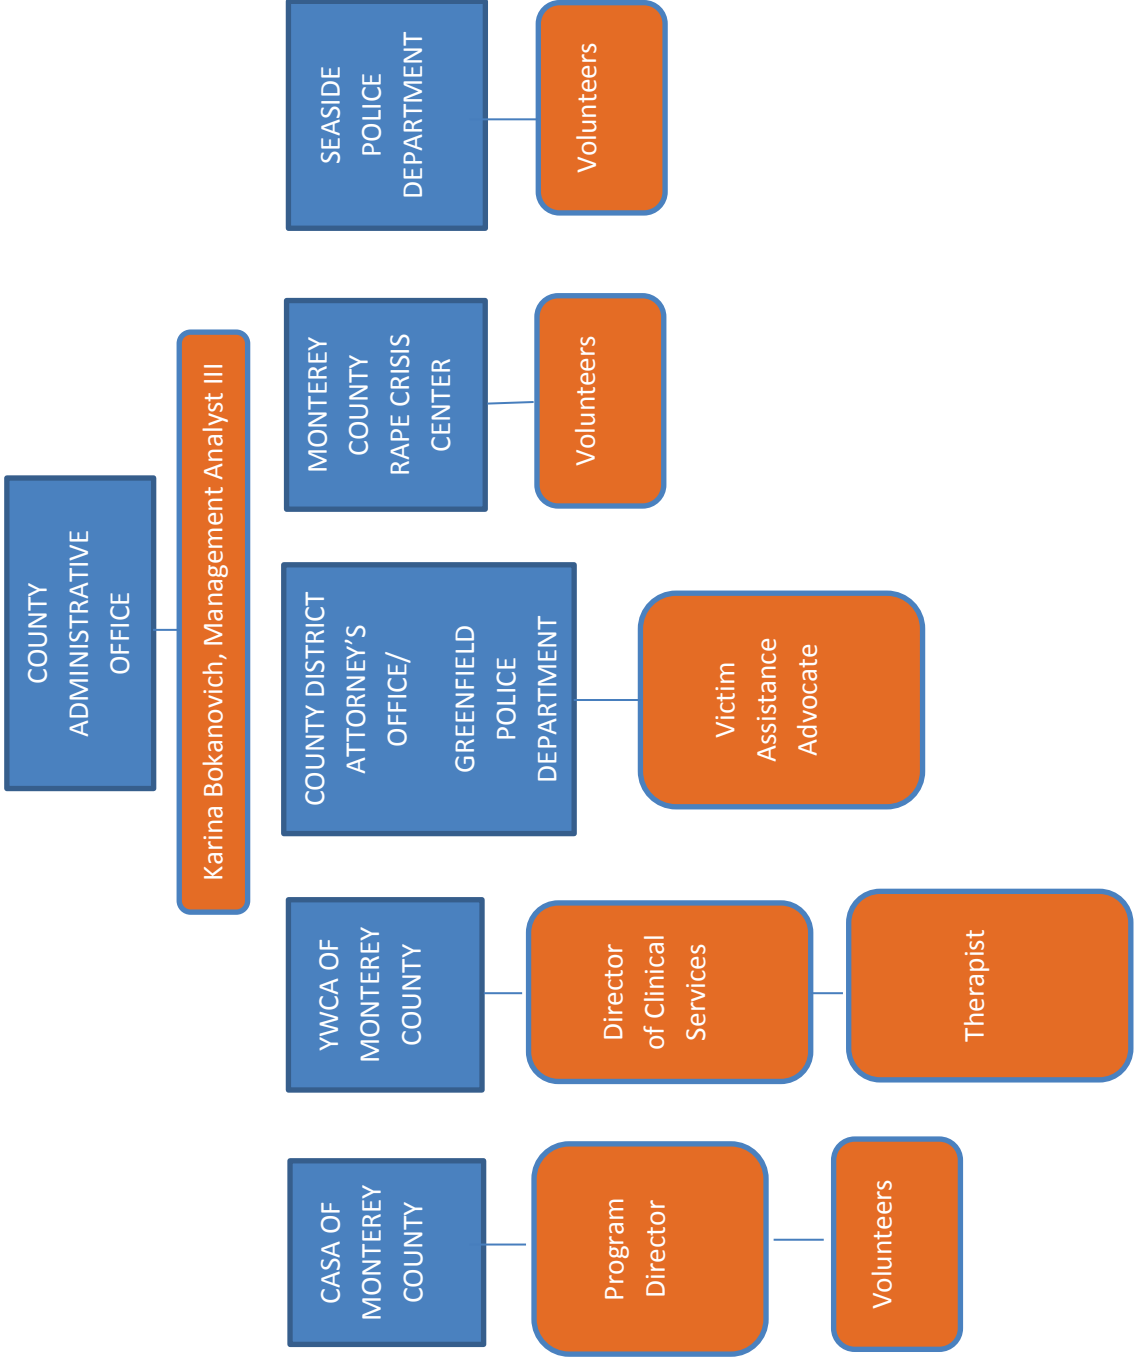 COUNTY
ADMINISTRATIVE
OFFICE
Karina Bokanovich, Management Analyst III
CASA OF
MONTEREY
COUNTY
Program
Director
Volunteers
YWCA OF
MONTEREY
COUNTY
Director
of Clinical
Services
Therapist
COUNTY DISTRICT
ATTORNEY’S
OFFICE/
GREENFIELD
POLICE
DEPARTMENT
Victim
Assistance
Advocate
MONTEREY
COUNTY
RAPE CRISIS
CENTER
Volunteers
SEASIDE
POLICE
DEPARTMENT
Volunteers